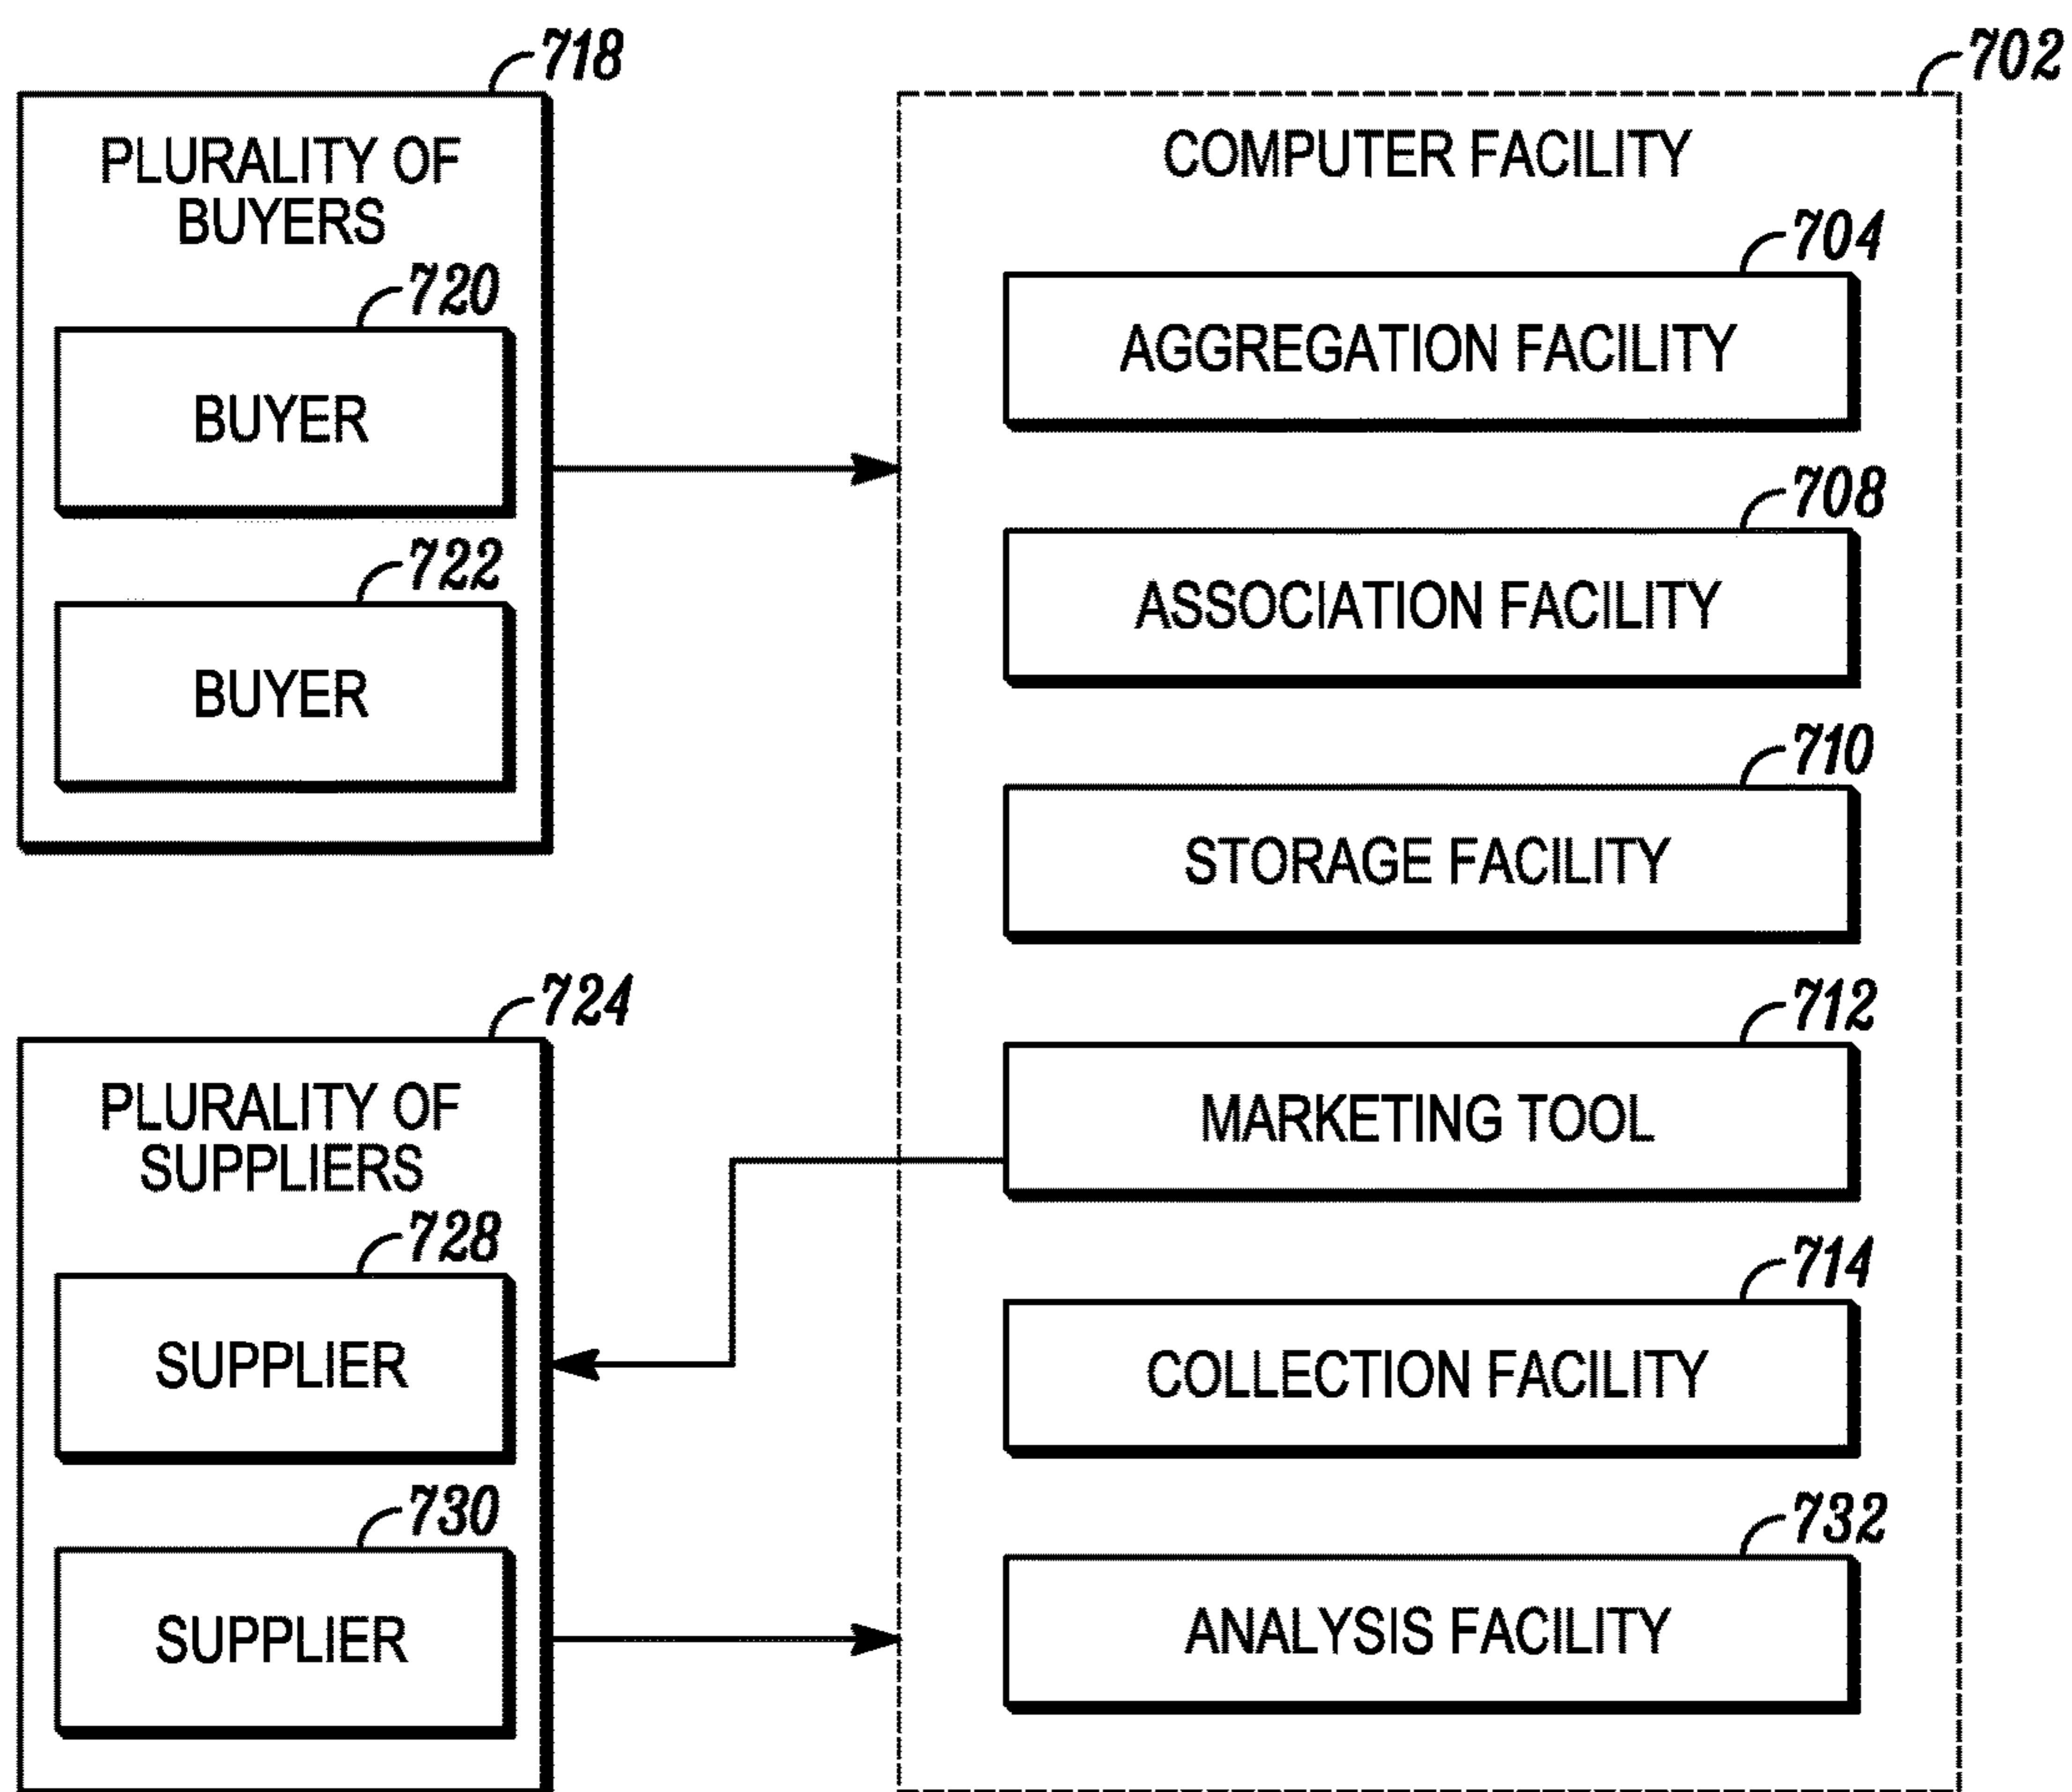 718
PLURALITY OF
BUYERS
720
BUYER
722
BUYER
724
PLURALITY OF
SUPPLIERS
728
SUPPLIER
730
SUPPLIER
702
COMPUTER FACILITY
704
AGGREGATION FACILITY
708
ASSOCIATION FACILITY
710
STORAGE FACILITY
712
MARKETING TOOL
714
COLLECTION FACILITY
732
ANALYSIS FACILITY